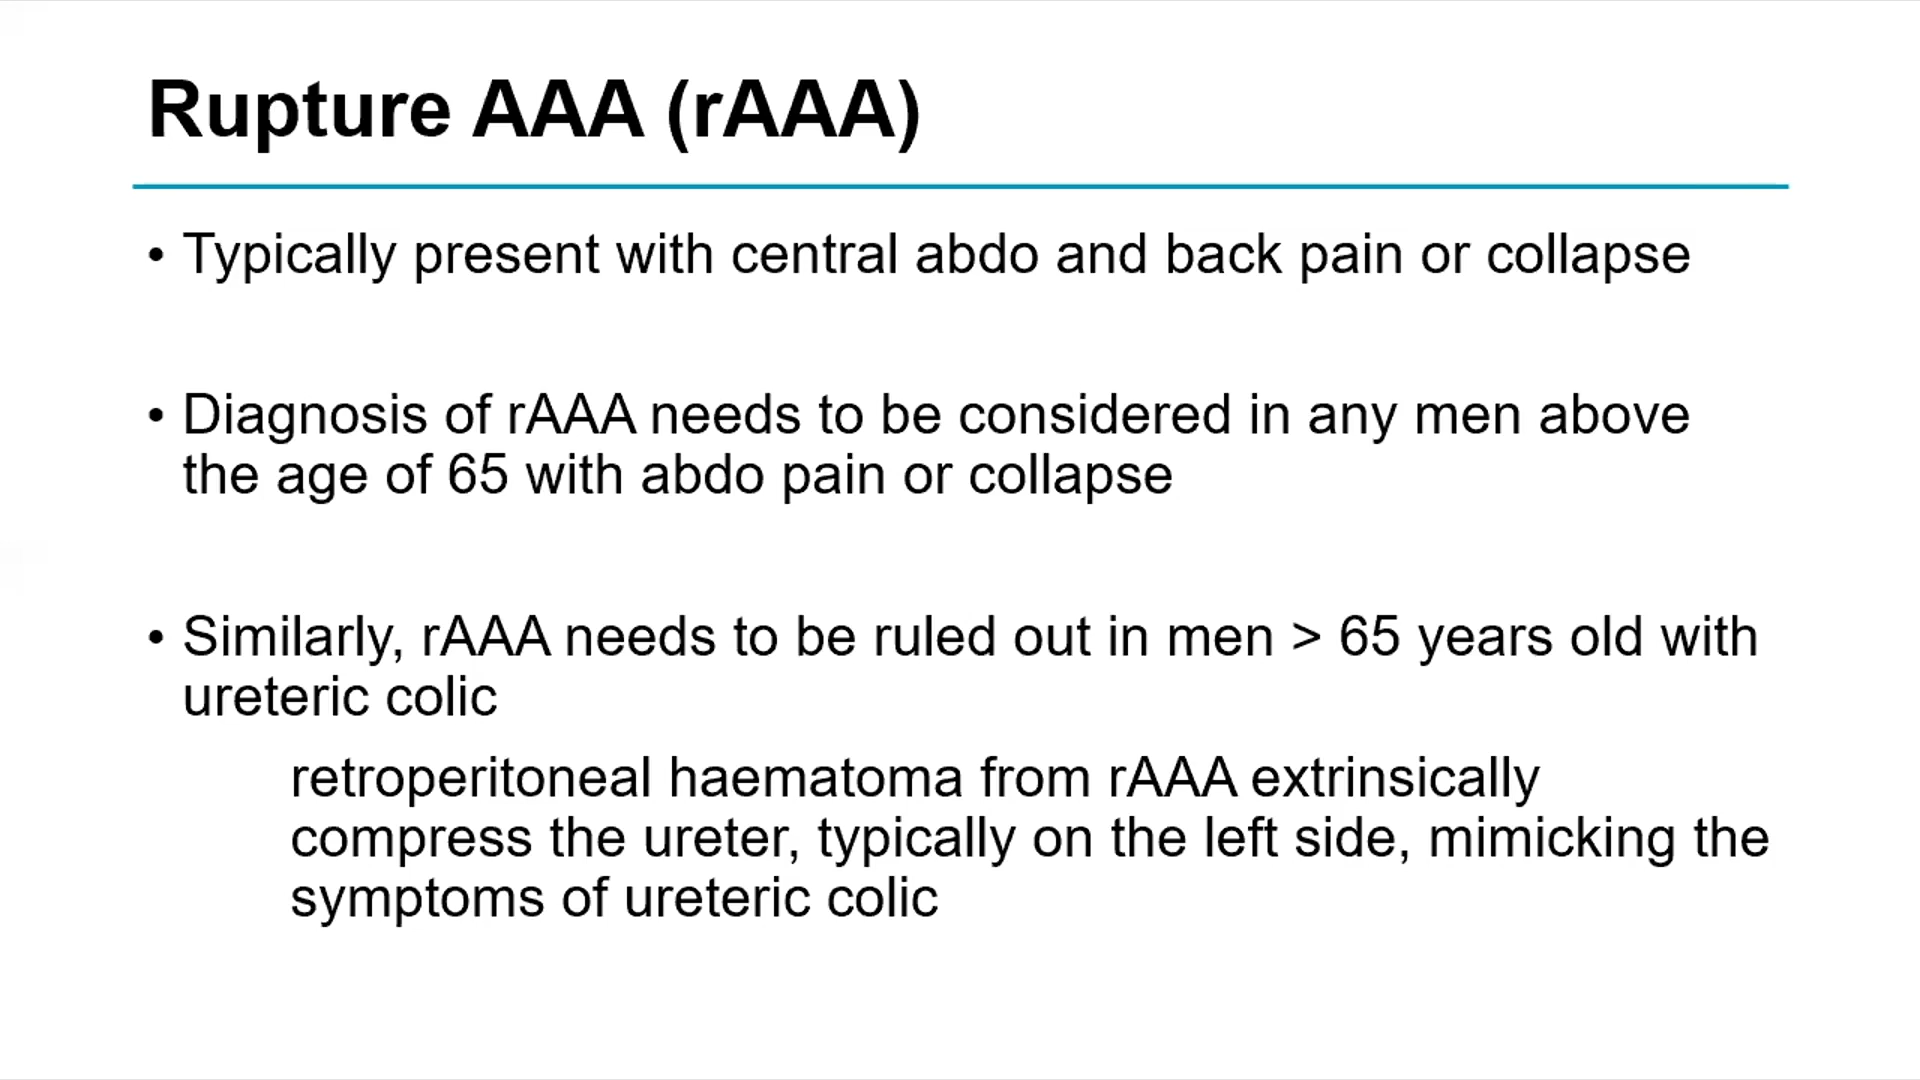 Rupture AAA (rAAA)
• Typically present with central abdo and back pain or collapse
• Diagnosis of rAAA needs to be considered in any men above
the age of 65 with abdo pain or collapse
• Similarly, rAAA needs to be ruled out in men > 65 years old with
ureteric colic
retroperitoneal haematoma from rAAA extrinsically
compress the ureter, typically on the left side, mimicking the
symptoms of ureteric colic